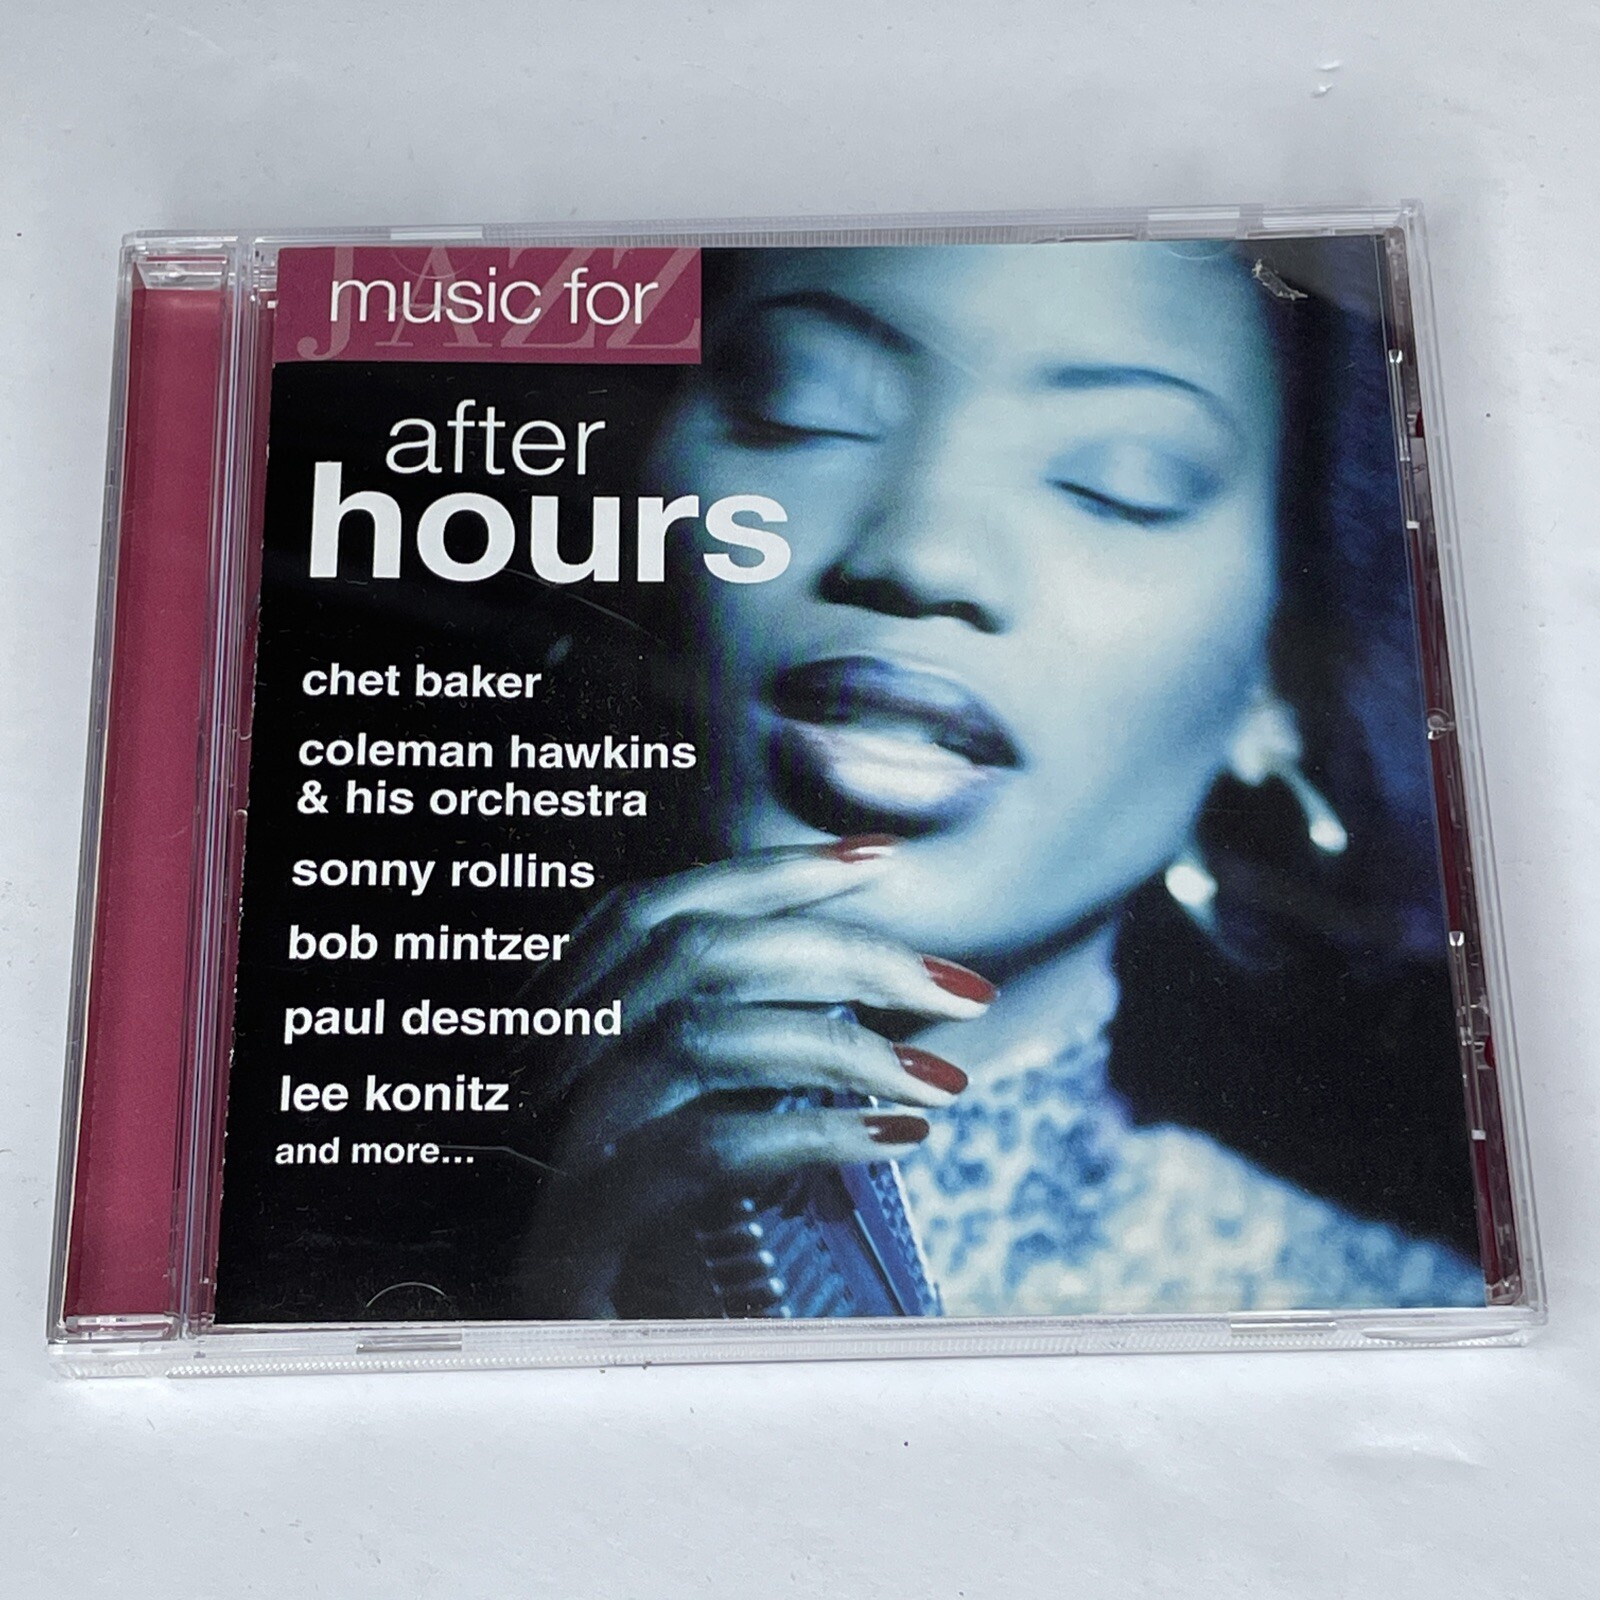 JAZZ
music for
after
hours
chet baker
coleman hawkins
& his orchestra
sonny rollins
bob mintzer
paul desmond
lee konitz
and more...